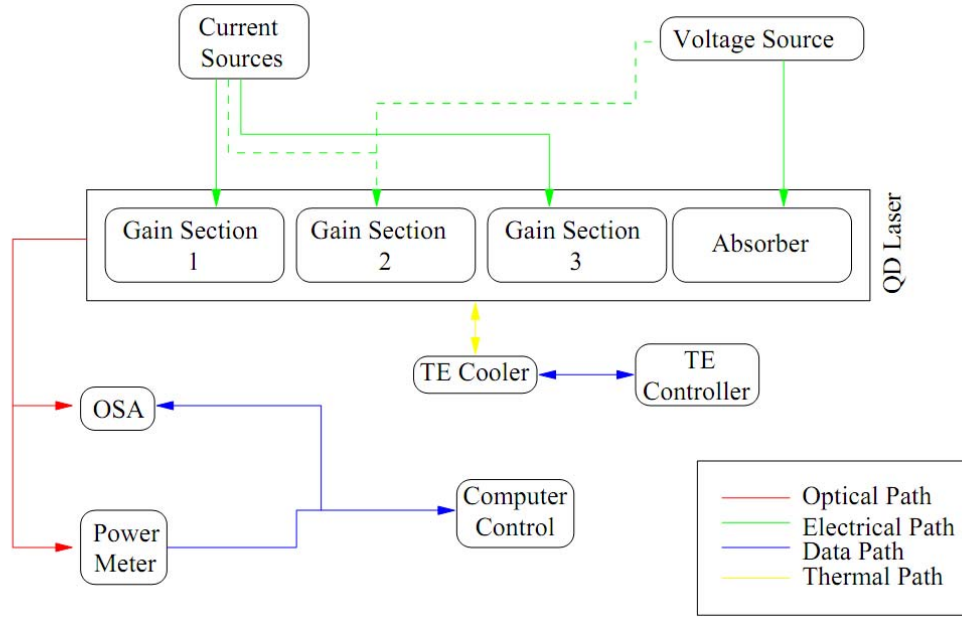 Current
Sources
Voltage Source
Gain Section
1
Gain Section
2
Gain Section
3
Absorber
QD Laser
TE Cooler
TE
Controller
OSA
Computer
Control
Power
Meter
Optical Path
Electrical Path
Data Path
Thermal Path